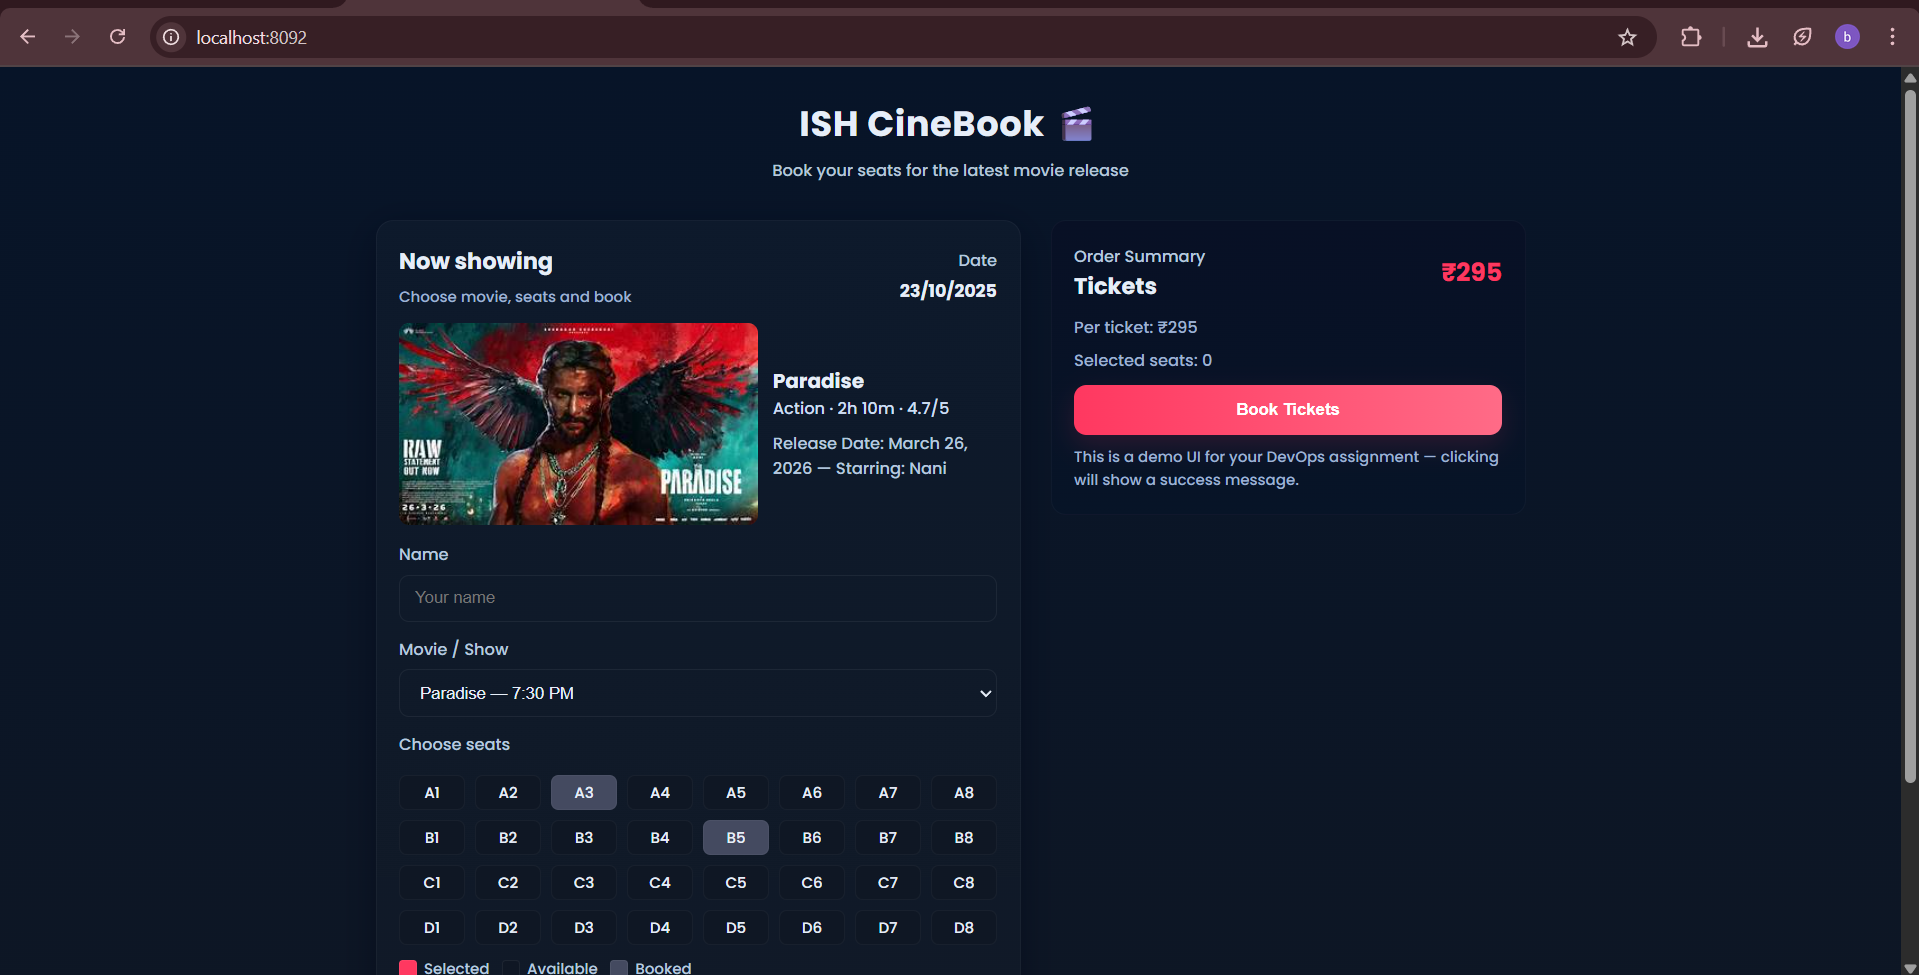 localhost:8092
b
ISH CineBook
Book your seats for the latest movie release
Now showing
Choose movie, seats and book
Date
23/10/2025
RAW
STATEMENT
OUT NOW
26-3-26
PARADISE
Paradise
Action · 2h 10m · 4.7/5
Release Date: March 26,
2026 — Starring: Nani
Name
Your name
Movie / Show
Paradise — 7:30 PM
Choose seats
A1 A2 A3 A4 A5 A6 A7 A8
B1 B2 B3 B4 B5 B6 B7 B8
C1 C2 C3 C4 C5 C6 C7 C8
D1 D2 D3 D4 D5 D6 D7 D8
Selected Available Booked
Order Summary
Tickets
₹295
Per ticket: ₹295
Selected seats: 0
Book Tickets
This is a demo UI for your DevOps assignment — clicking
will show a success message.